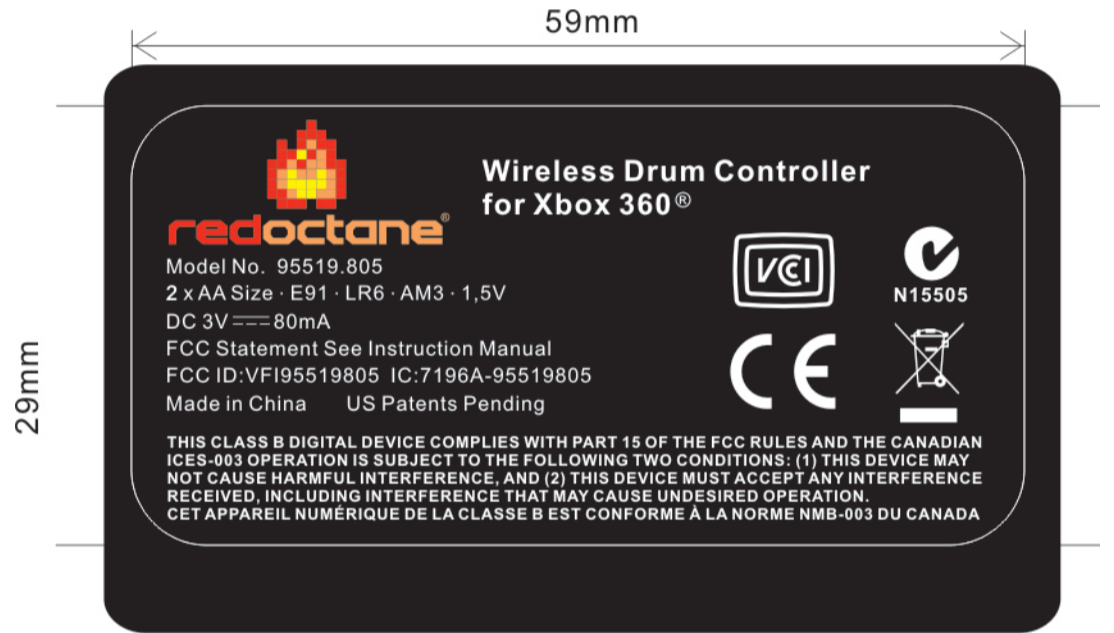 59mm
29mm
redoctane®
Wireless Drum Controller
for Xbox 360®
Model No. 95519.805
2 x AA Size · E91 · LR6 · AM3 · 1,5V
DC 3V ⎓ 80mA
FCC Statement See Instruction Manual
FCC ID:VFI95519805 IC:7196A-95519805
Made in China US Patents Pending
VCI
N15505
CE
THIS CLASS B DIGITAL DEVICE COMPLIES WITH PART 15 OF THE FCC RULES AND THE CANADIAN
ICES-003 OPERATION IS SUBJECT TO THE FOLLOWING TWO CONDITIONS: (1) THIS DEVICE MAY
NOT CAUSE HARMFUL INTERFERENCE, AND (2) THIS DEVICE MUST ACCEPT ANY INTERFERENCE
RECEIVED, INCLUDING INTERFERENCE THAT MAY CAUSE UNDESIRED OPERATION.
CET APPAREIL NUMÉRIQUE DE LA CLASSE B EST CONFORME À LA NORME NMB-003 DU CANADA